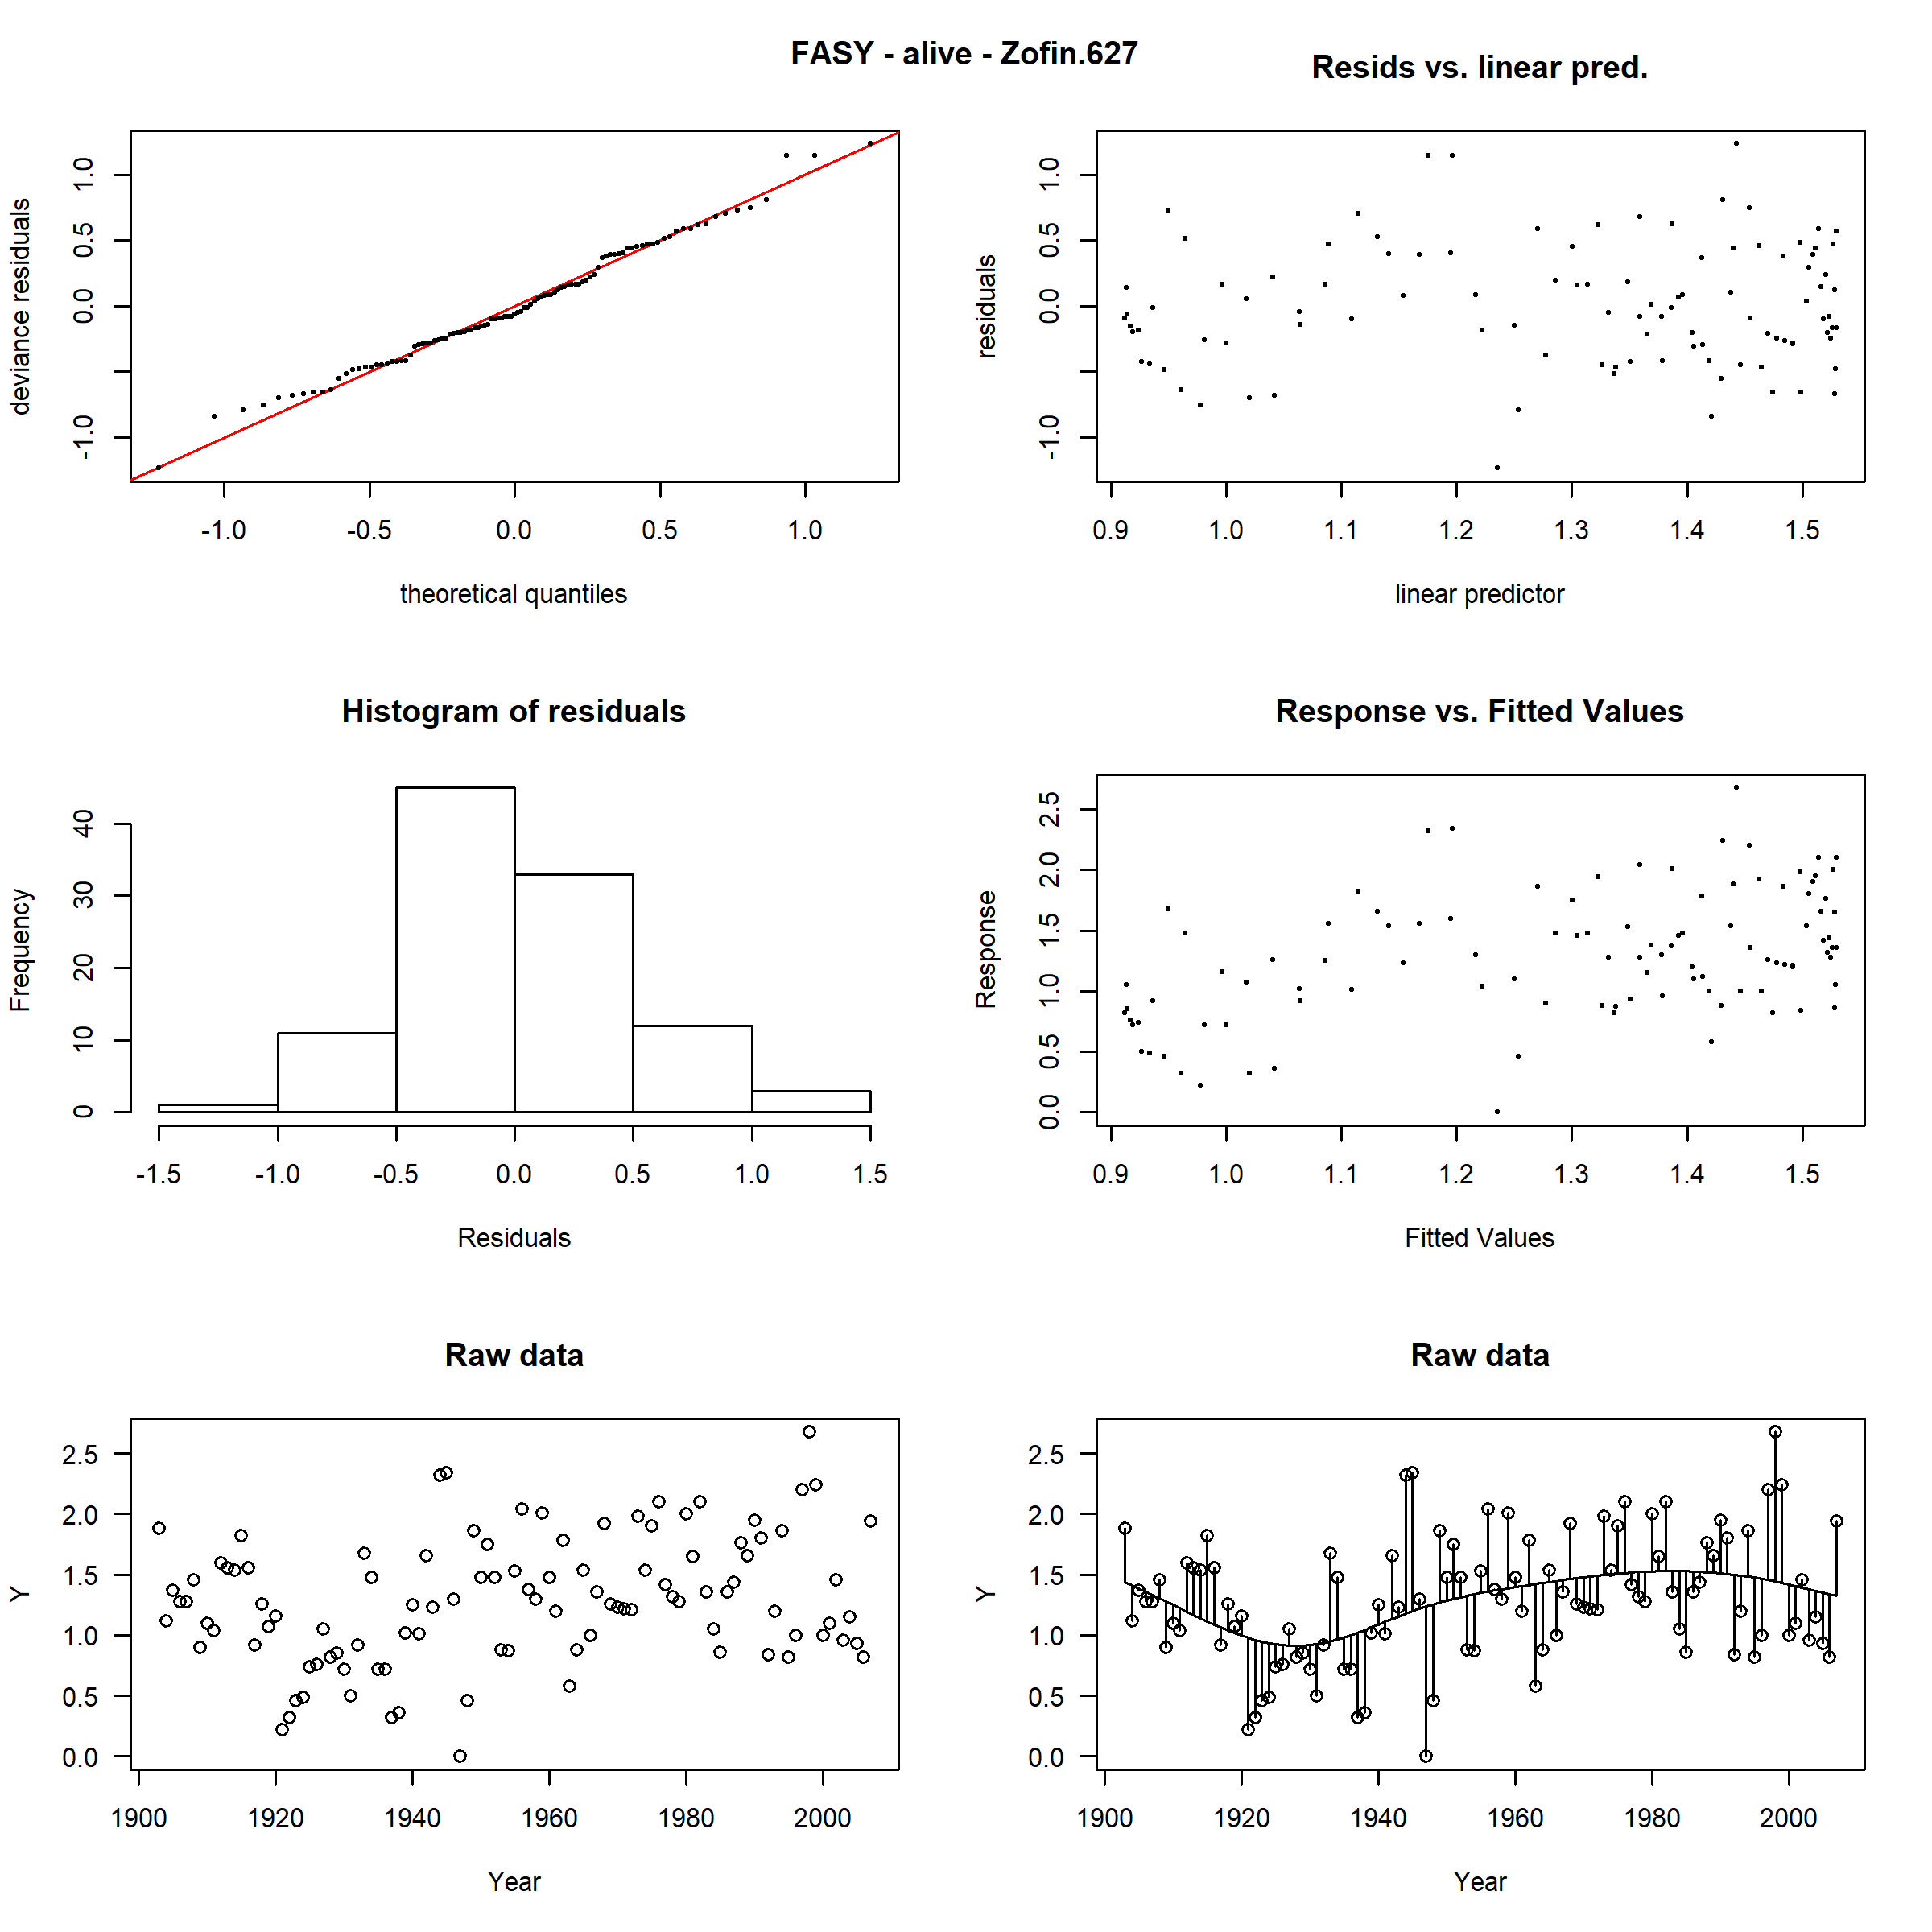 FASY - alive - Zofin.627
Resids vs. linear pred.
deviance residuals
-1.0 0.0 0.5 1.0
-1.0 -0.5 0.0 0.5 1.0
theoretical quantiles
residuals
-1.0 0.0 0.5 1.0
0.9 1.0 1.1 1.2 1.3 1.4 1.5
linear predictor
Histogram of residuals
Frequency
0 10 20 30 40
-1.5 -1.0 -0.5 0.0 0.5 1.0 1.5
Residuals
Response vs. Fitted Values
Response
0.0 0.5 1.0 1.5 2.0 2.5
0.9 1.0 1.1 1.2 1.3 1.4 1.5
Fitted Values
Raw data
Y
2.5
2.0
1.5
1.0
0.5
0.0
1900 1920 1940 1960 1980 2000
Year
Raw data
Y
2.5
2.0
1.5
1.0
0.5
0.0
1900 1920 1940 1960 1980 2000
Year